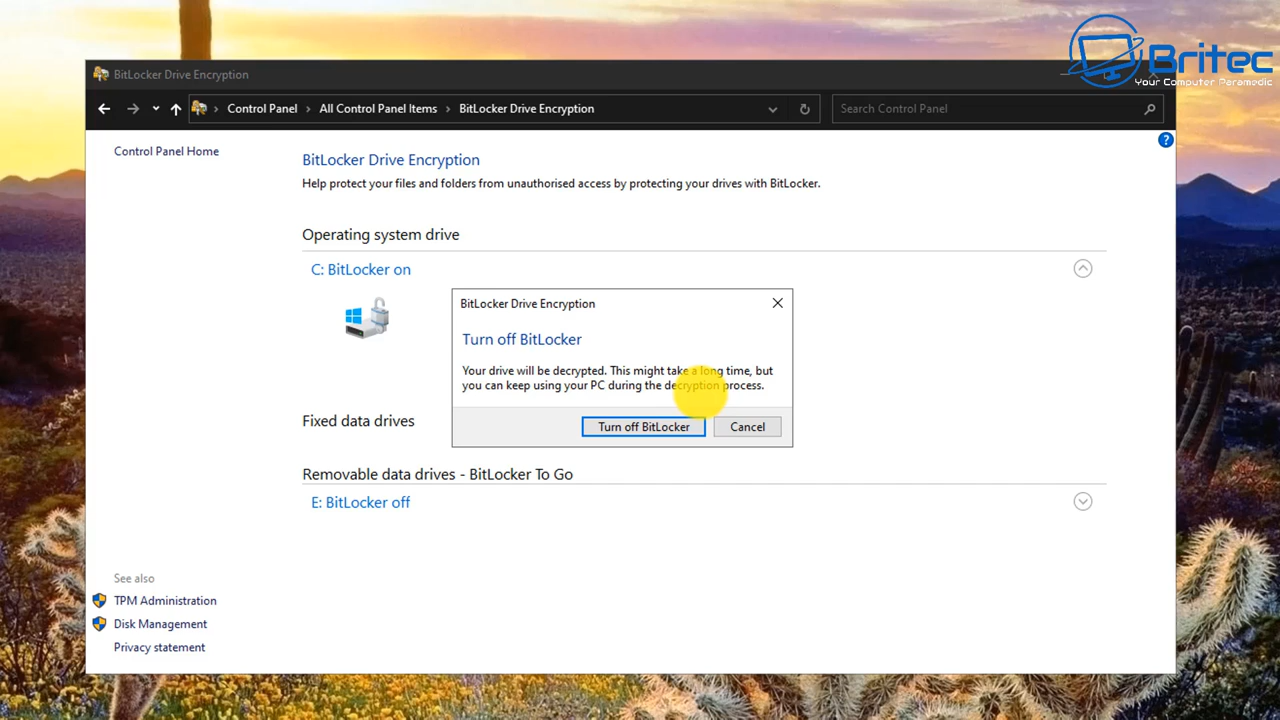 Britec
Your Computer Paramedic
BitLocker Drive Encryption
Control Panel > All Control Panel Items > BitLocker Drive Encryption
Search Control Panel
?
Control Panel Home
BitLocker Drive Encryption
Help protect your files and folders from unauthorised access by protecting your drives with BitLocker.
Operating system drive
C: BitLocker on
BitLocker Drive Encryption
Turn off BitLocker
Your drive will be decrypted. This might take a long time, but
you can keep using your PC during the decryption process.
Turn off BitLocker
Cancel
Fixed data drives
Removable data drives - BitLocker To Go
E: BitLocker off
See also
TPM Administration
Disk Management
Privacy statement